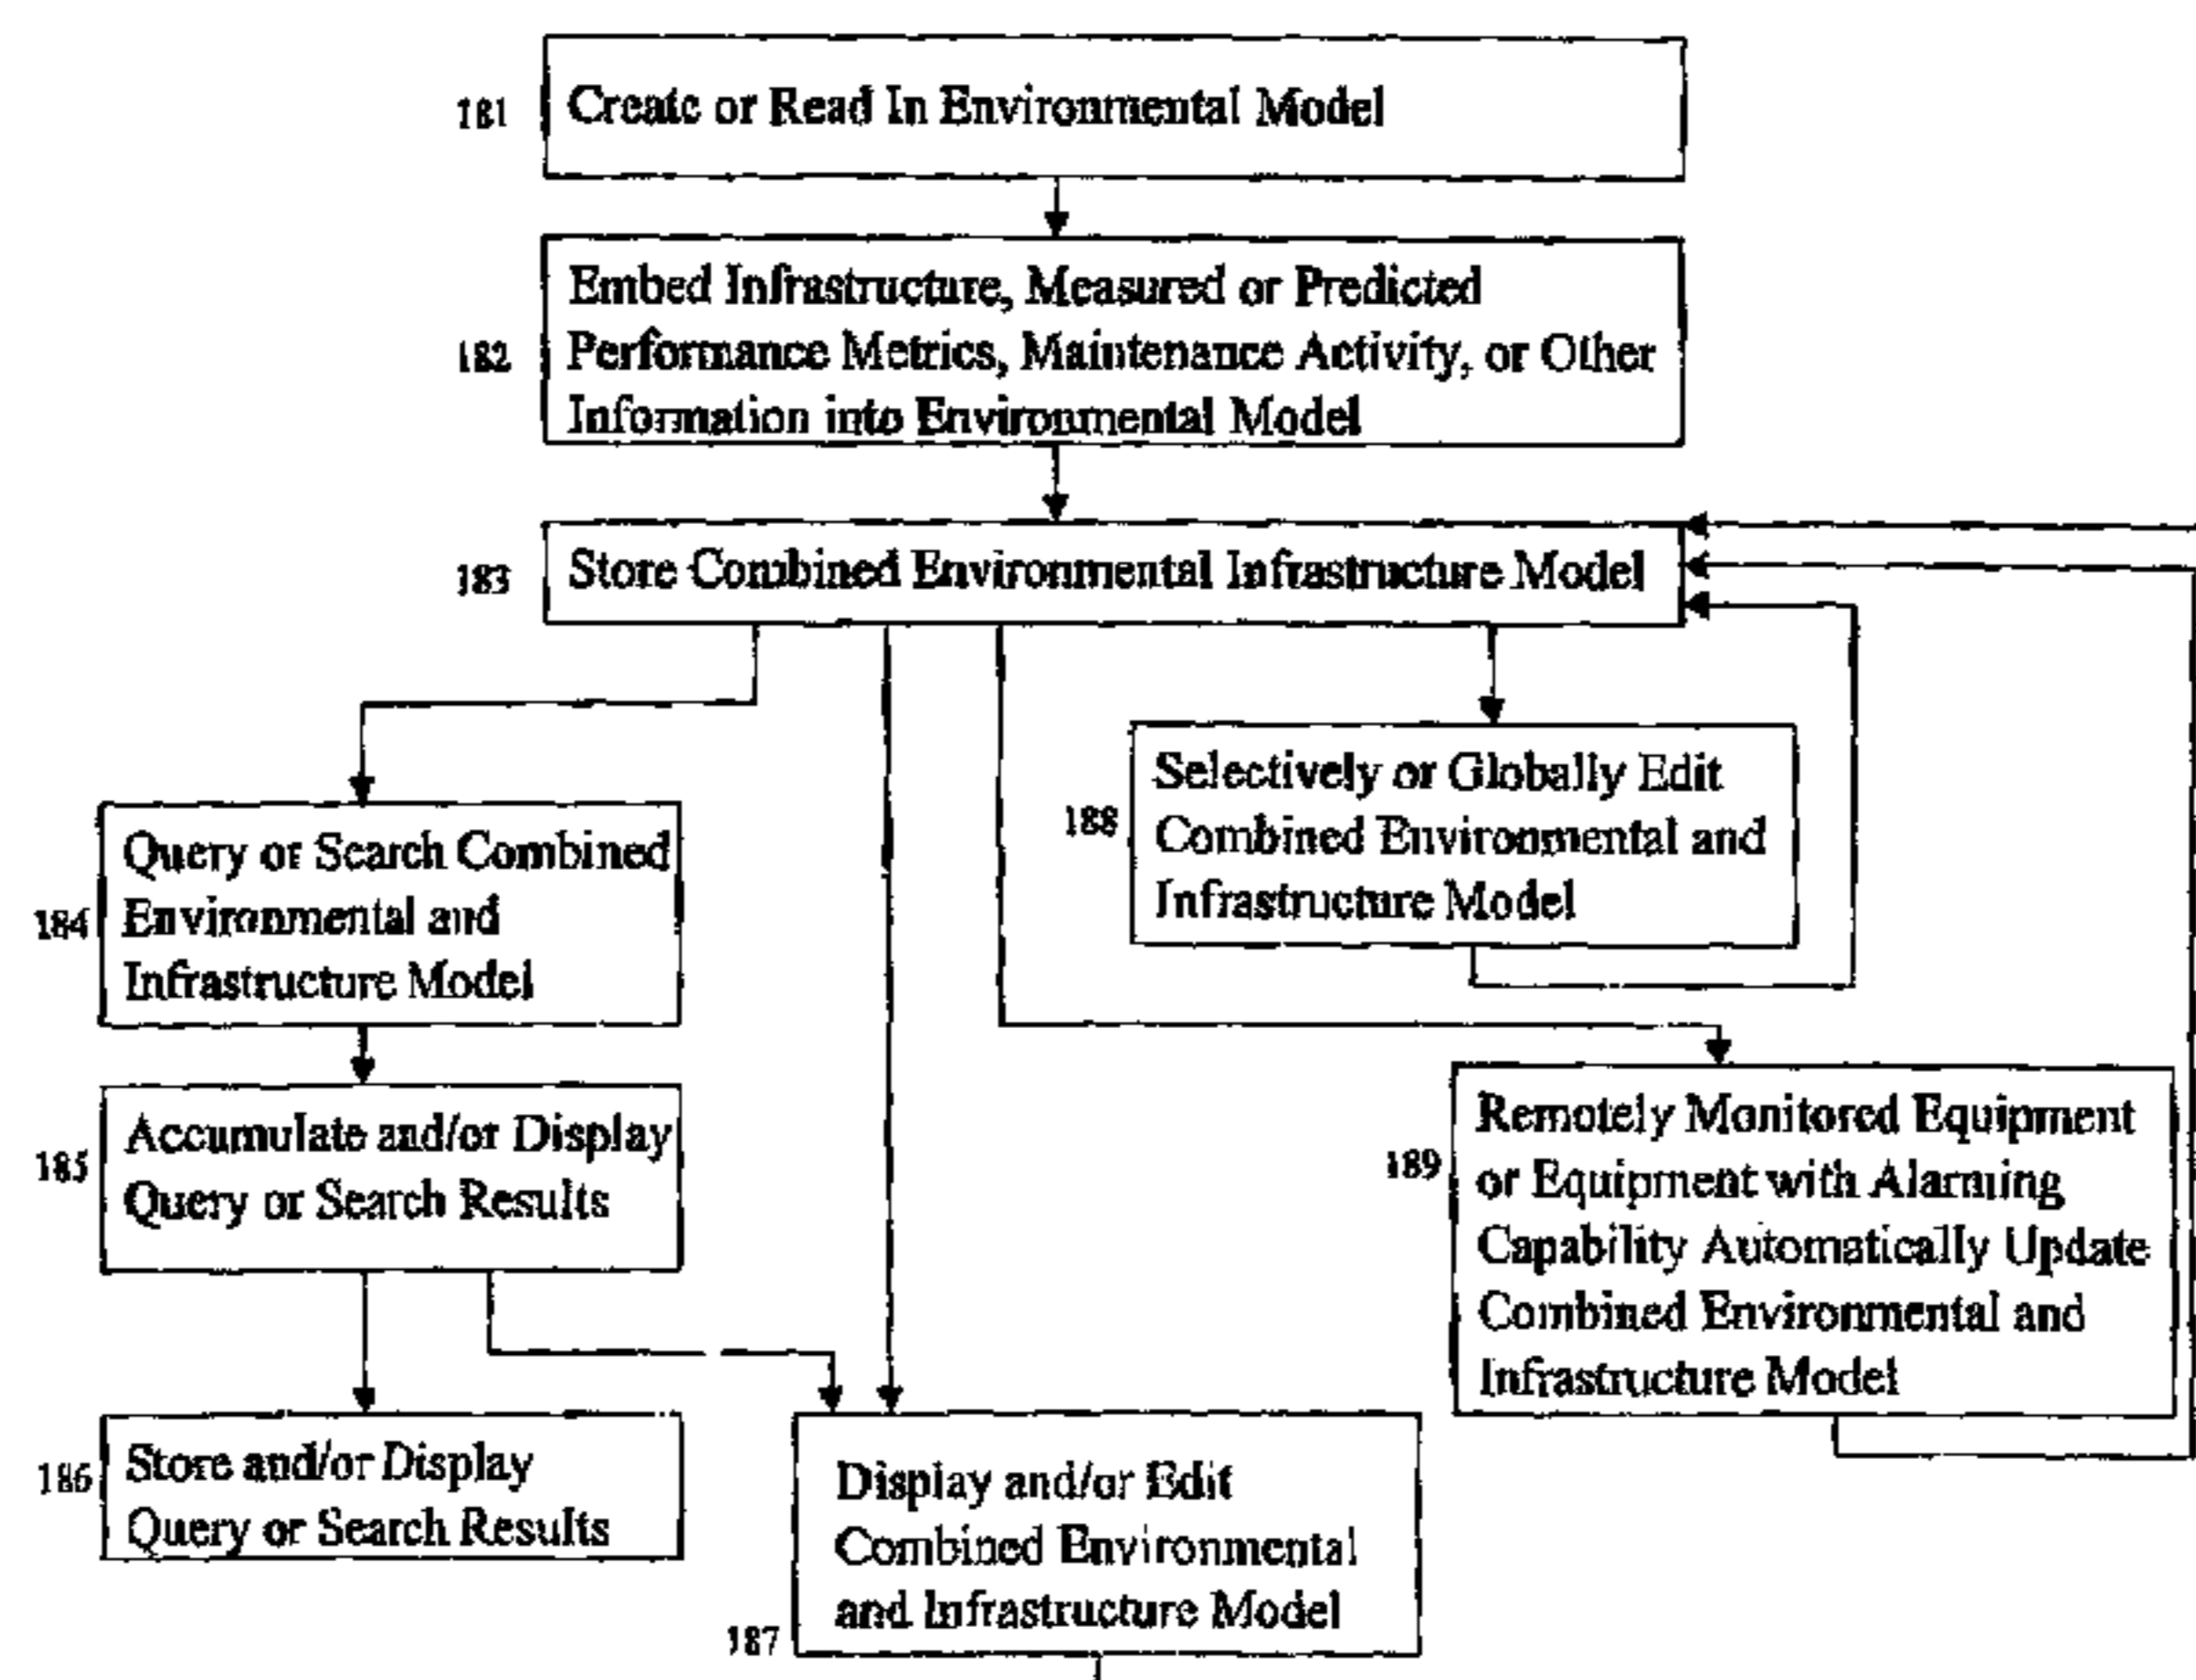 181
Create or Read In Environmental Model
182
Embed Infrastructure, Measured or Predicted
Performance Metrics, Maintenance Activity, or Other
Information into Environmental Model
183
Store Combined Environmental Infrastructure Model
184
Query or Search Combined
Environmental and
Infrastructure Model
188
Selectively or Globally Edit
Combined Environmental and
Infrastructure Model
185
Accumulate and/or Display
Query or Search Results
189
Remotely Monitored Equipment
or Equipment with Alarming
Capability Automatically Update
Combined Environmental and
Infrastructure Model
186
Store and/or Display
Query or Search Results
187
Display and/or Edit
Combined Environmental
and Infrastructure Model